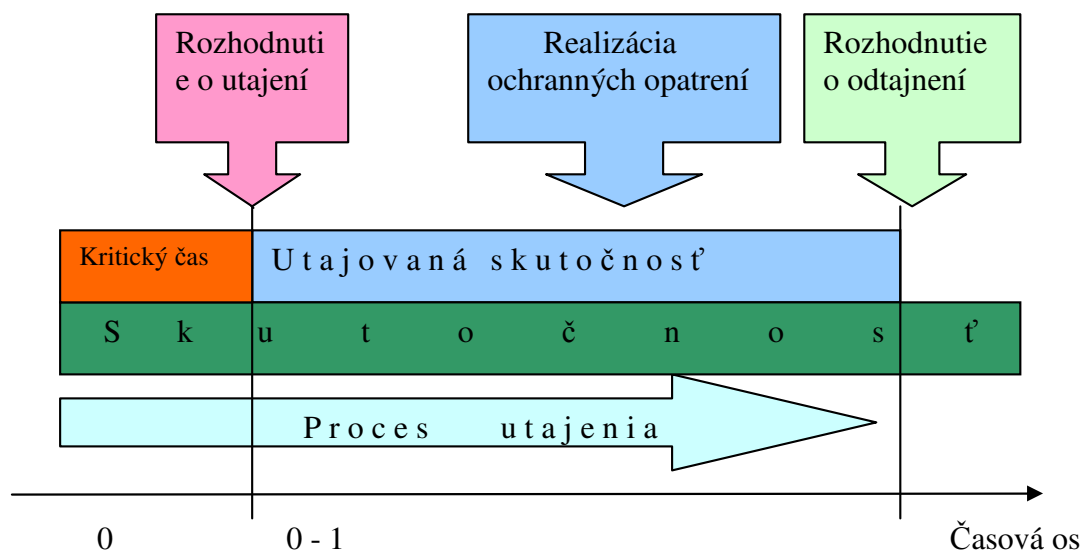 Rozhodnuti
e o utajení
Realizácia
ochranných opatrení
Rozhodnutie
o odtajnení
Kritický čas
U t a j o v a n á  s k u t o č n o s ť
S k u t o č n o s ť
P r o c e s  u t a j e n i a
0
0 - 1
Časová os